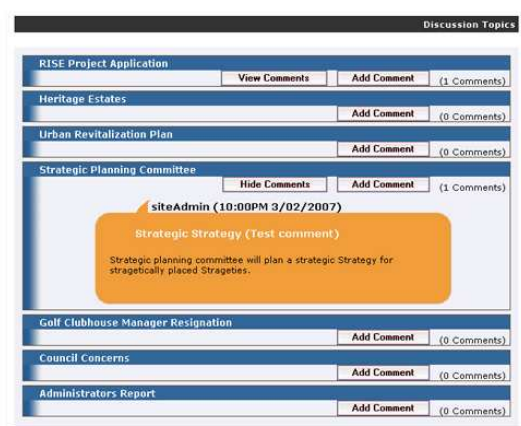 Discussion Topics
RISE Project Application
View Comments Add Comment (1 Comments)
Heritage Estates
Add Comment (0 Comments)
Urban Revitalization Plan
Add Comment (0 Comments)
Strategic Planning Committee
Hide Comments Add Comment (1 Comments)
siteAdmin (10:00PM 3/02/2007)
Strategic Strategy (Test comment)
Strategic planning committee will plan a strategic Strategy for
stragetically placed Strageties.
Golf Clubhouse Manager Resignation
Add Comment (0 Comments)
Council Concerns
Add Comment (0 Comments)
Administrators Report
Add Comment (0 Comments)